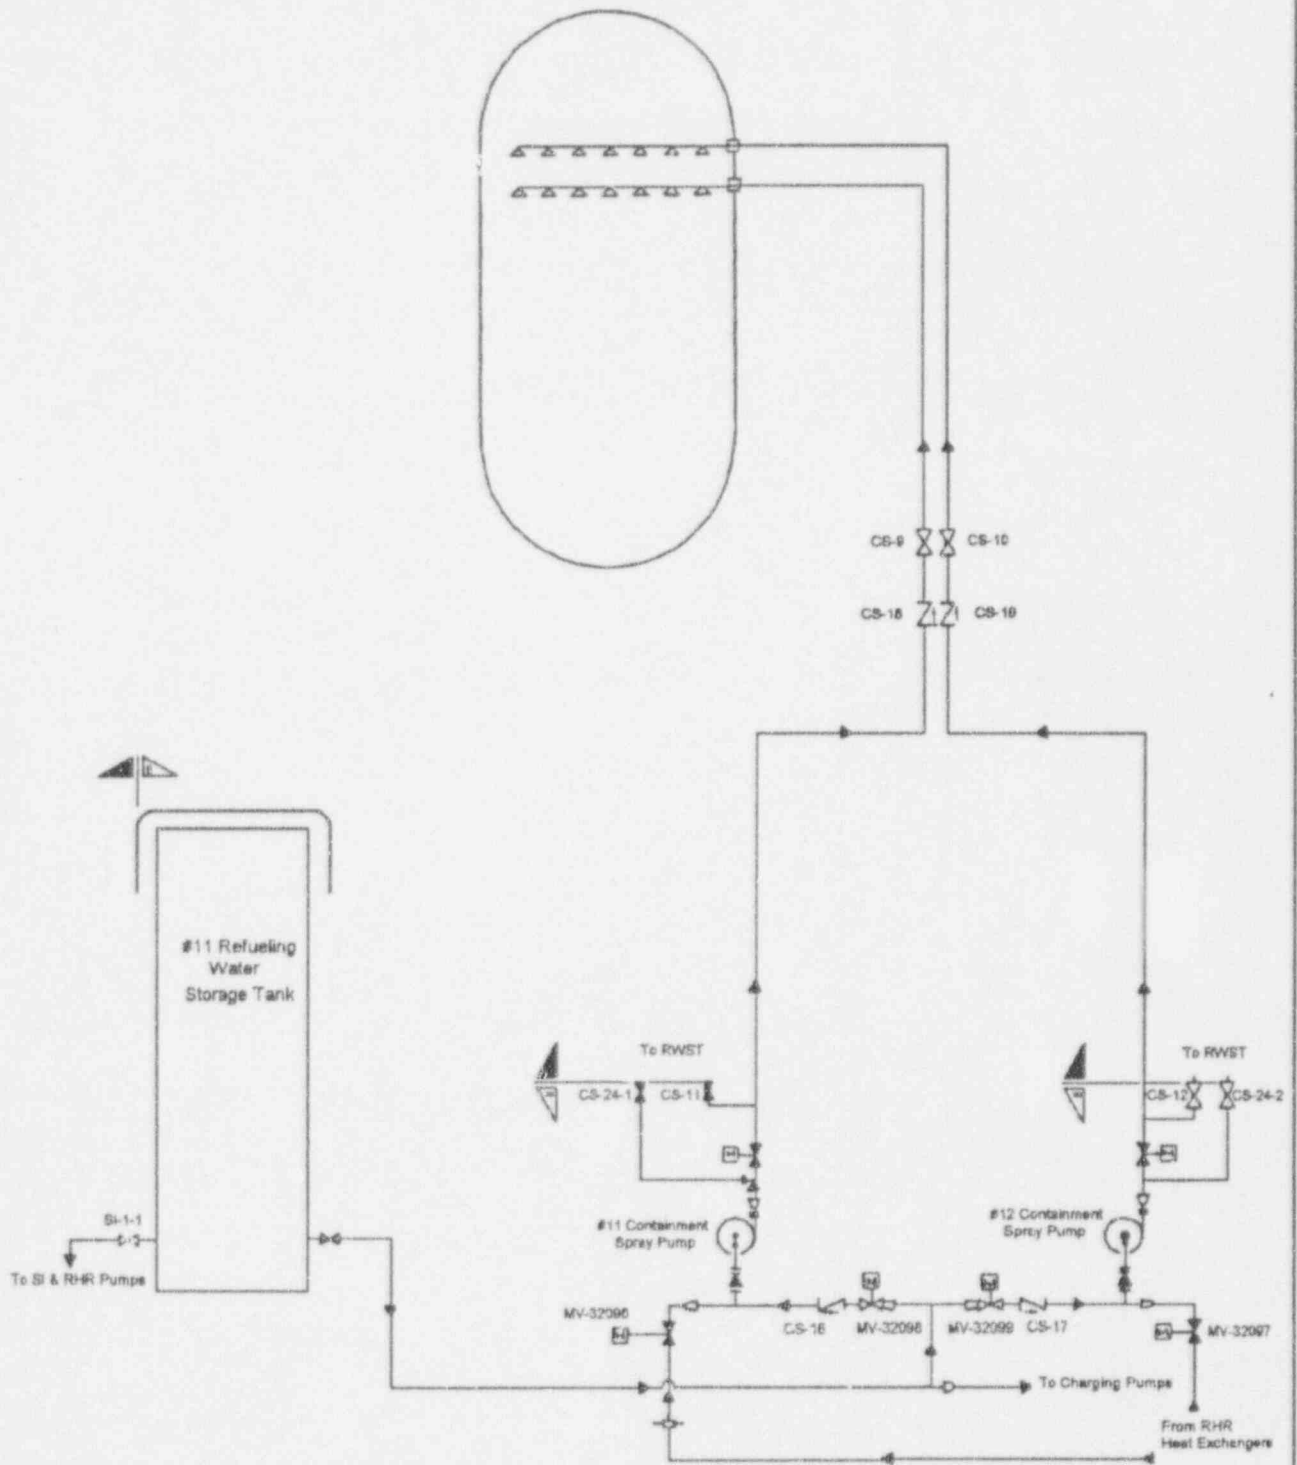 CS-9
CS-10
CS-18
CS-19
#11 Refueling
Water
Storage Tank
To RWST
CS-24-1
CS-11
To RWST
CS-12
CS-24-2
SI-1-1
To SI & RHR Pumps
#11 Containment
Spray Pump
#12 Containment
Spray Pump
MV-32096
CS-16
MV-32098
MV-32099
CS-17
MV-32097
To Charging Pumps
From RHR
Heat Exchangers